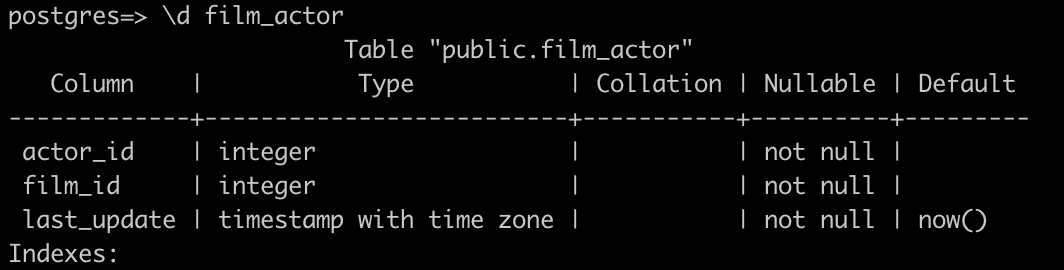 postgres=> \d film_actor
                       Table "public.film_actor"
   Column    |           Type           | Collation | Nullable | Default
-------------+--------------------------+-----------+----------+---------
 actor_id    | integer                  |           | not null |
 film_id     | integer                  |           | not null |
 last_update | timestamp with time zone |           | not null | now()
Indexes: